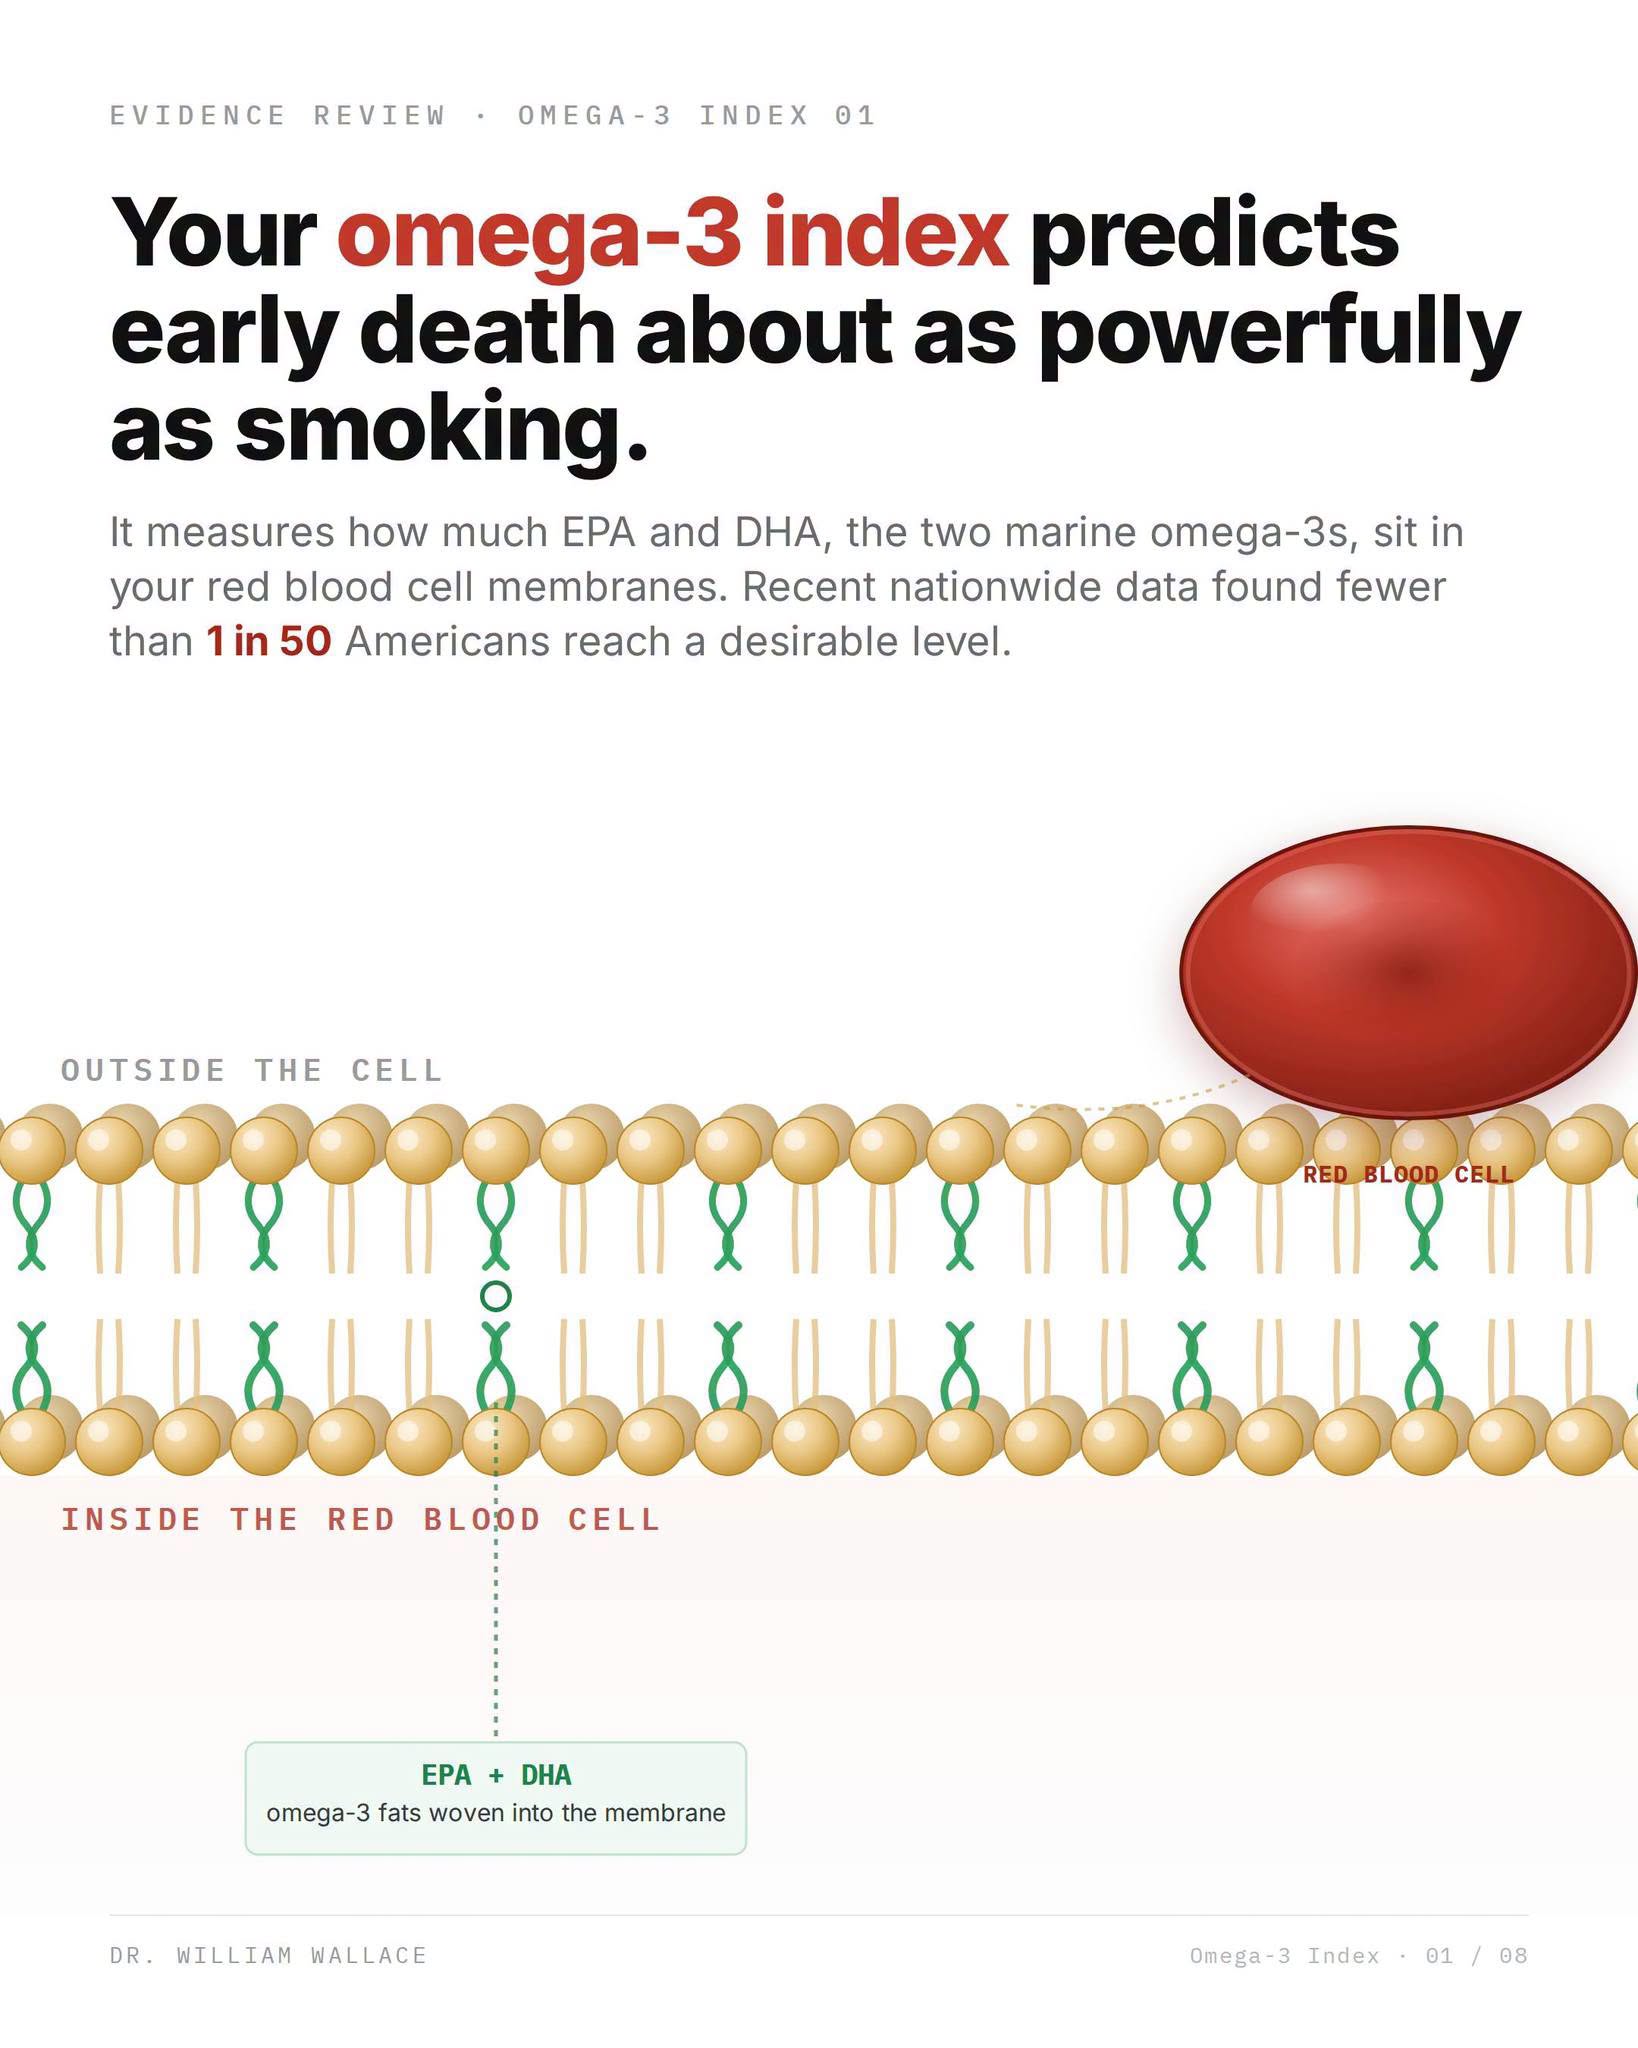 EVIDENCE REVIEW · OMEGA-3 INDEX 01
Your omega-3 index predicts
early death about as powerfully
as smoking.
It measures how much EPA and DHA, the two marine omega-3s, sit in
your red blood cell membranes. Recent nationwide data found fewer
than 1 in 50 Americans reach a desirable level.
OUTSIDE THE CELL
RED BLOOD CELL
INSIDE THE RED BLOOD CELL
EPA + DHA
omega-3 fats woven into the membrane
DR. WILLIAM WALLACE
Omega-3 Index · 01 / 08